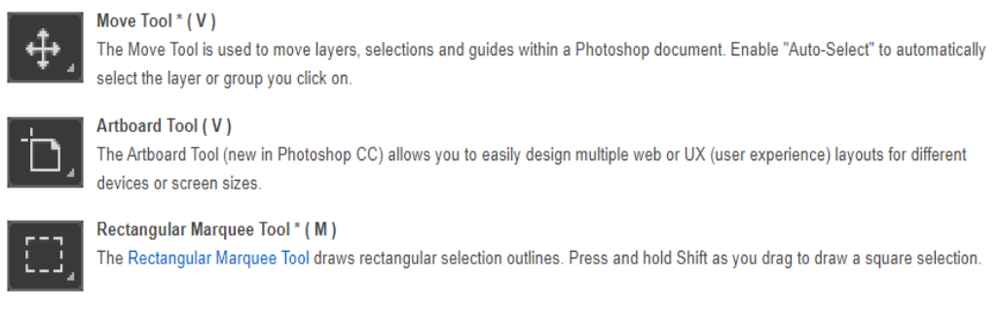 Move Tool * ( V )
The Move Tool is used to move layers, selections and guides within a Photoshop document. Enable "Auto-Select" to automatically
select the layer or group you click on.
Artboard Tool ( V )
The Artboard Tool (new in Photoshop CC) allows you to easily design multiple web or UX (user experience) layouts for different
devices or screen sizes.
Rectangular Marquee Tool * ( M )
The Rectangular Marquee Tool draws rectangular selection outlines. Press and hold Shift as you drag to draw a square selection.